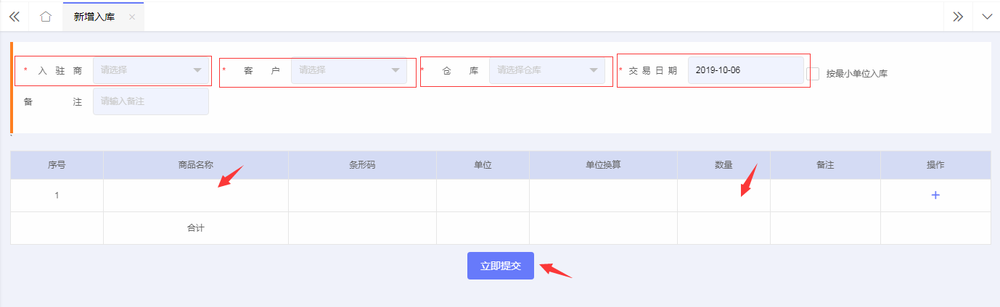 新增入库 ×
* 入驻商 请选择 * 客户 请选择 * 仓库 请选择仓库 * 交易日期 2019-10-06 按最小单位入库
备注 请输入备注
序号 商品名称 条形码 单位 单位换算 数量 备注 操作
1 +
合计
立即提交